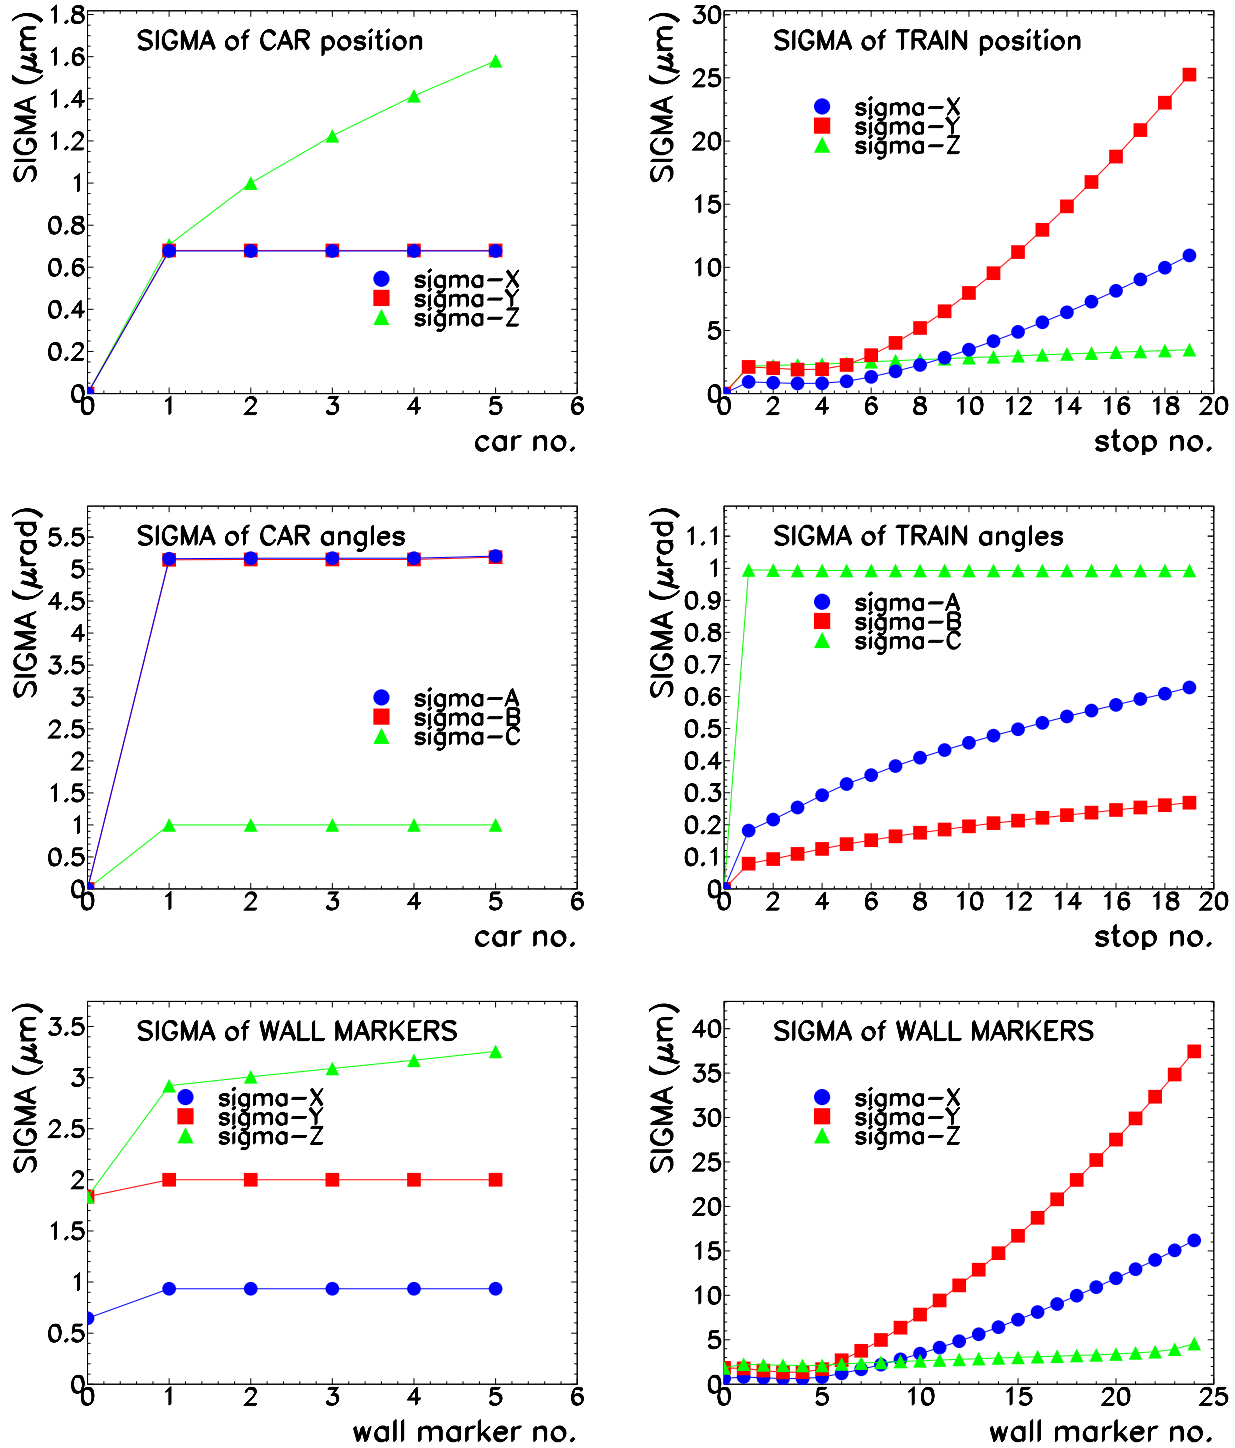 SIGMA of CAR position
SIGMA (μm)
1.8
1.6
1.4
1.2
1
0.8
0.6
0.4
0.2
0
sigma-X
sigma-Y
sigma-Z
0 1 2 3 4 5 6
car no.
SIGMA of TRAIN position
SIGMA (μm)
30
25
20
15
10
5
0
sigma-X
sigma-Y
sigma-Z
0 2 4 6 8 10 12 14 16 18 20
stop no.
SIGMA of CAR angles
SIGMA (μrad)
5.5
5
4.5
4
3.5
3
2.5
2
1.5
1
0.5
0
sigma-A
sigma-B
sigma-C
0 1 2 3 4 5 6
car no.
SIGMA of TRAIN angles
SIGMA (μrad)
1.1
1
0.9
0.8
0.7
0.6
0.5
0.4
0.3
0.2
0.1
0
sigma-A
sigma-B
sigma-C
0 2 4 6 8 10 12 14 16 18 20
stop no.
SIGMA of WALL MARKERS
SIGMA (μm)
3.5
3
2.5
2
1.5
1
0.5
0
sigma-X
sigma-Y
sigma-Z
0 1 2 3 4 5 6
wall marker no.
SIGMA of WALL MARKERS
SIGMA (μm)
40
35
30
25
20
15
10
5
0
sigma-X
sigma-Y
sigma-Z
0 5 10 15 20 25
wall marker no.